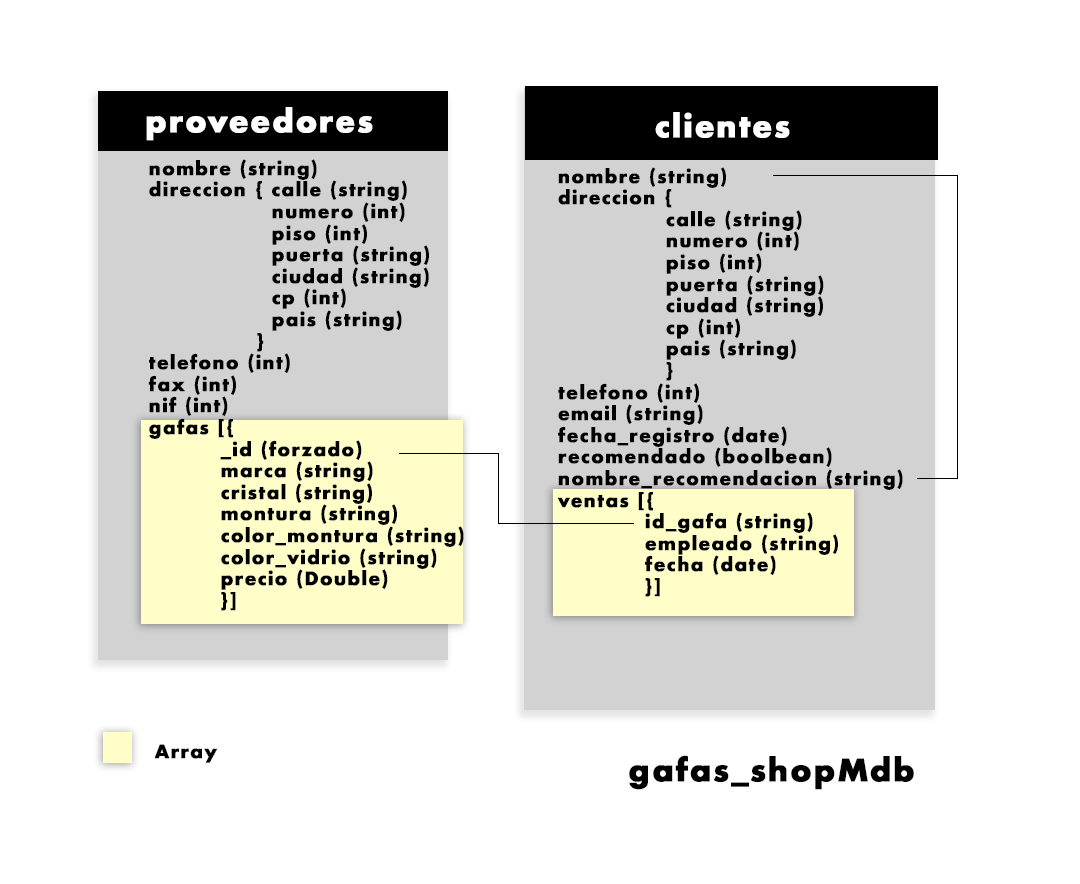 proveedores
nombre (string)
direccion { calle (string)
numero (int)
piso (int)
puerta (string)
ciudad (string)
cp (int)
pais (string)
}
telefono (int)
fax (int)
nif (int)
gafas [{
_id (forzado)
marca (string)
cristal (string)
montura (string)
color_montura (string)
color_vidrio (string)
precio (Double)
}]
clientes
nombre (string)
direccion {
calle (string)
numero (int)
piso (int)
puerta (string)
ciudad (string)
cp (int)
pais (string)
}
telefono (int)
email (string)
fecha_registro (date)
recomendado (boolbean)
nombre_recomendacion (string)
ventas [{
id_gafa (string)
empleado (string)
fecha (date)
}]
Array
gafas_shopMdb